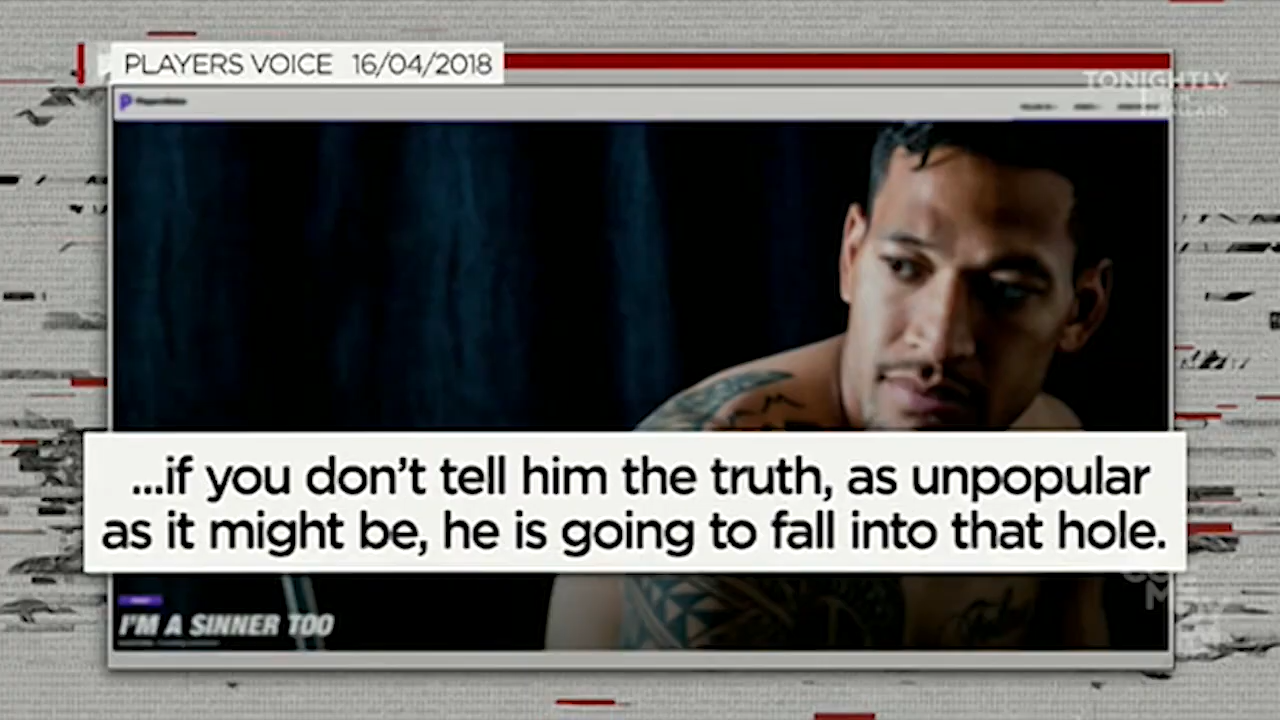 PLAYERS VOICE 16/04/2018
TONIGHTLY
...if you don't tell him the truth, as unpopular
as it might be, he is going to fall into that hole.
I'M A SINNER TOO